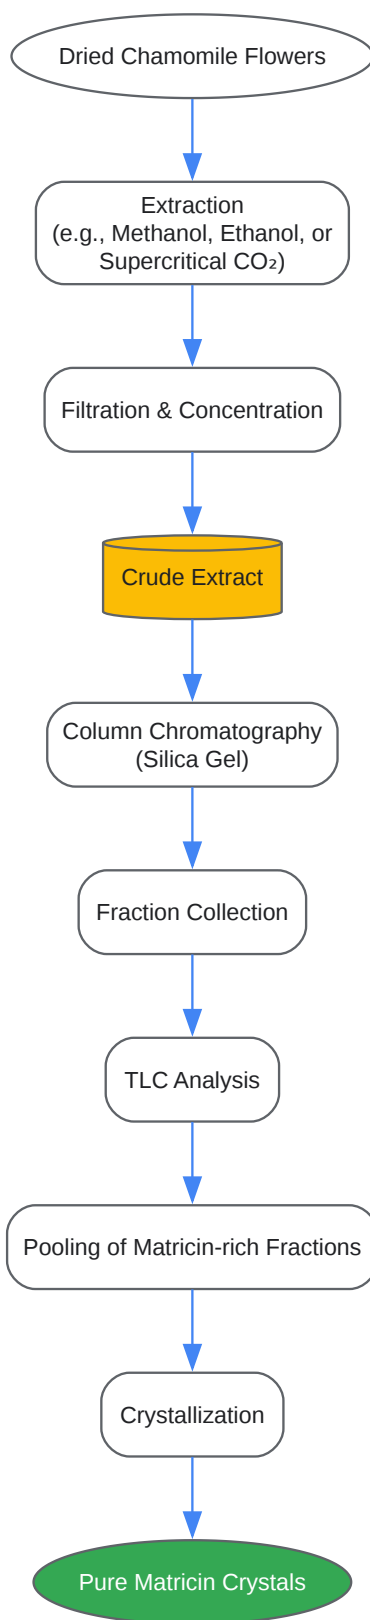 Dried Chamomile Flowers
Extraction
(e.g., Methanol, Ethanol, or
Supercritical CO₂)
Filtration & Concentration
Crude Extract
Column Chromatography
(Silica Gel)
Fraction Collection
TLC Analysis
Pooling of Matricin-rich Fractions
Crystallization
Pure Matricin Crystals